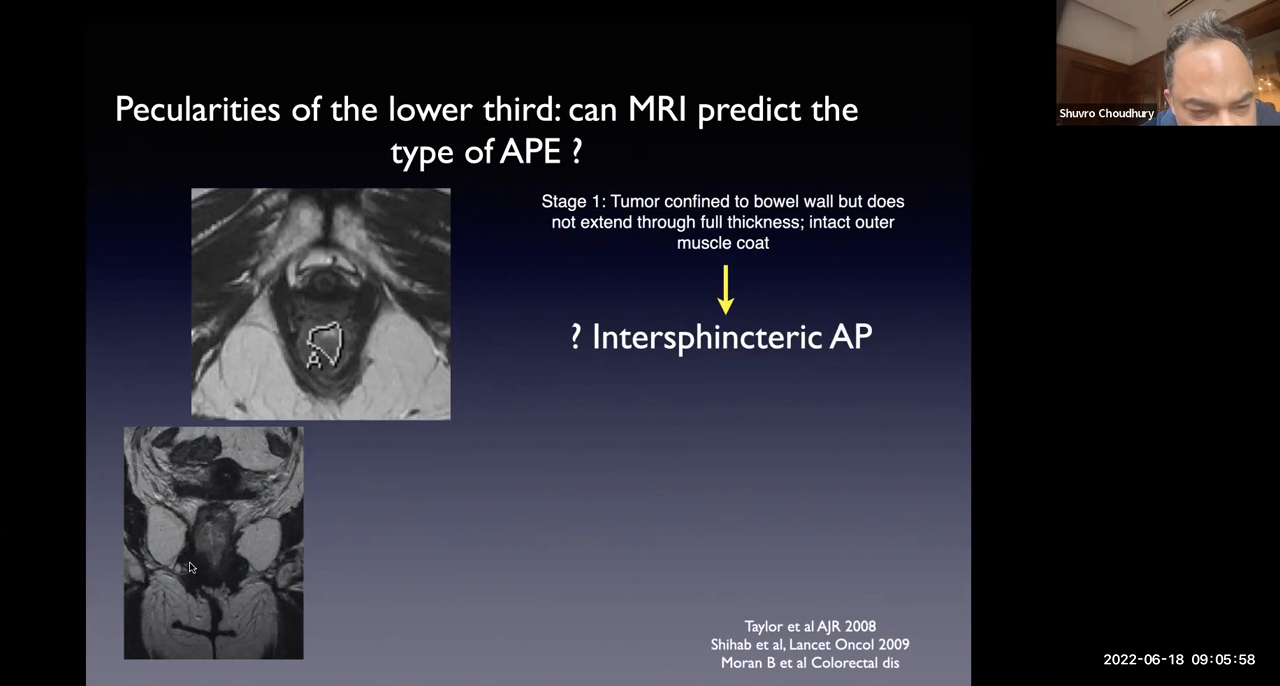 Pecularities of the lower third: can MRI predict the
type of APE ?
Stage 1: Tumor confined to bowel wall but does
not extend through full thickness; intact outer
muscle coat
? Intersphincteric AP
A
Taylor et al AJR 2008
Shihab et al, Lancet Oncol 2009
Moran B et al Colorectal dis
Shuvro Choudhury
2022-06-18 09:05:58